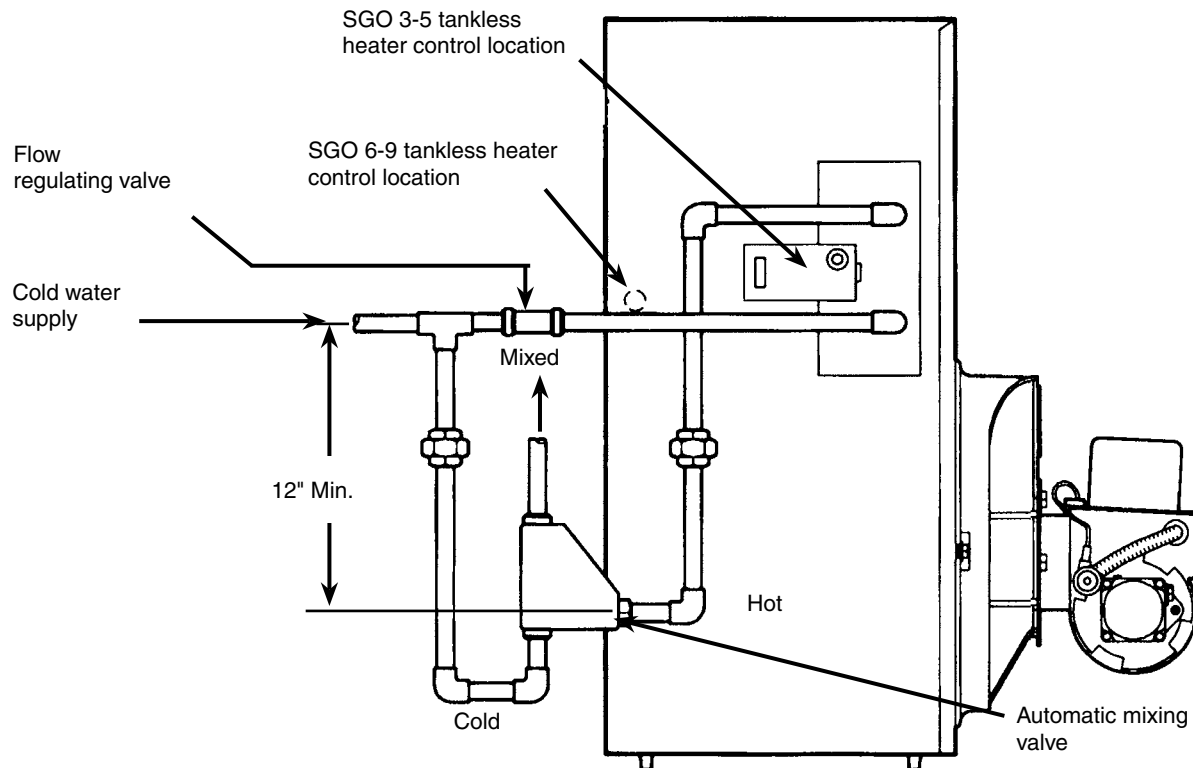 SGO 3-5 tankless
heater control location
SGO 6-9 tankless heater
control location
Flow
regulating valve
Cold water
supply
Mixed
12" Min.
Hot
Cold
Automatic mixing
valve